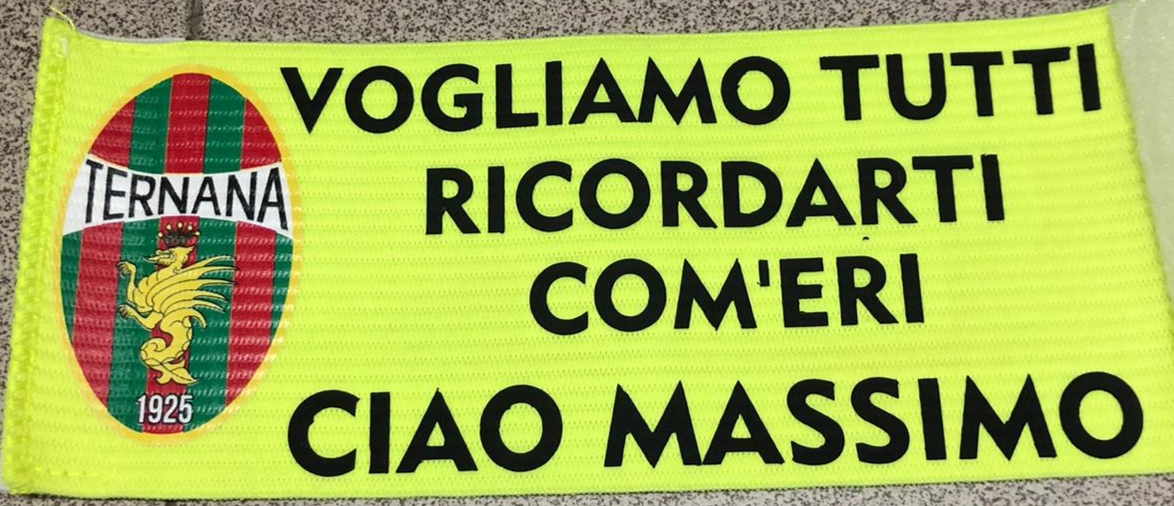 TERNANA
1925
VOGLIAMO TUTTI
RICORDARTI
COM'ERI
CIAO MASSIMO